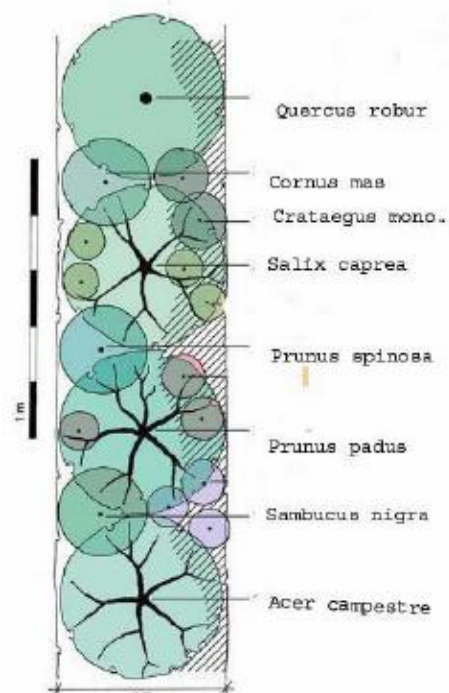 Quercus robur
Cornus mas
Crataegus mono.
Salix caprea
Prunus spinosa
Prunus padus
Sambucus nigra
Acer campestre
1m